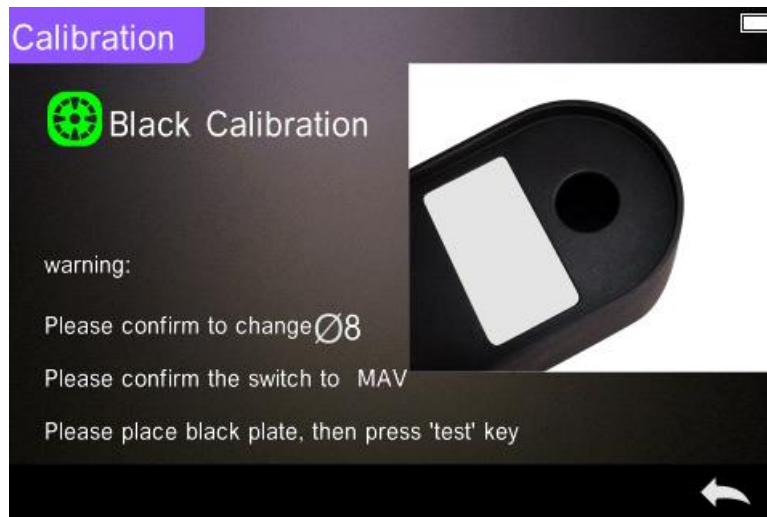 Calibration
Black Calibration
warning:
Please confirm to change∅8
Please confirm the switch to MAV
Please place black plate, then press 'test' key